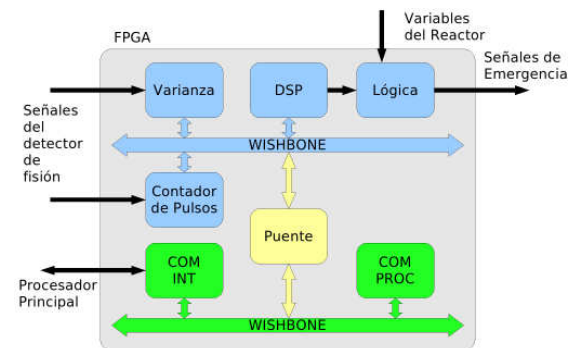 Variables
del Reactor
FPGA
Señales de
Emergencia
Varianza
DSP
Lógica
Señales
del
detector
de
fisión
WISHBONE
Contador
de Pulsos
Puente
COM
INT
COM
PROC
Procesador
Principal
WISHBONE